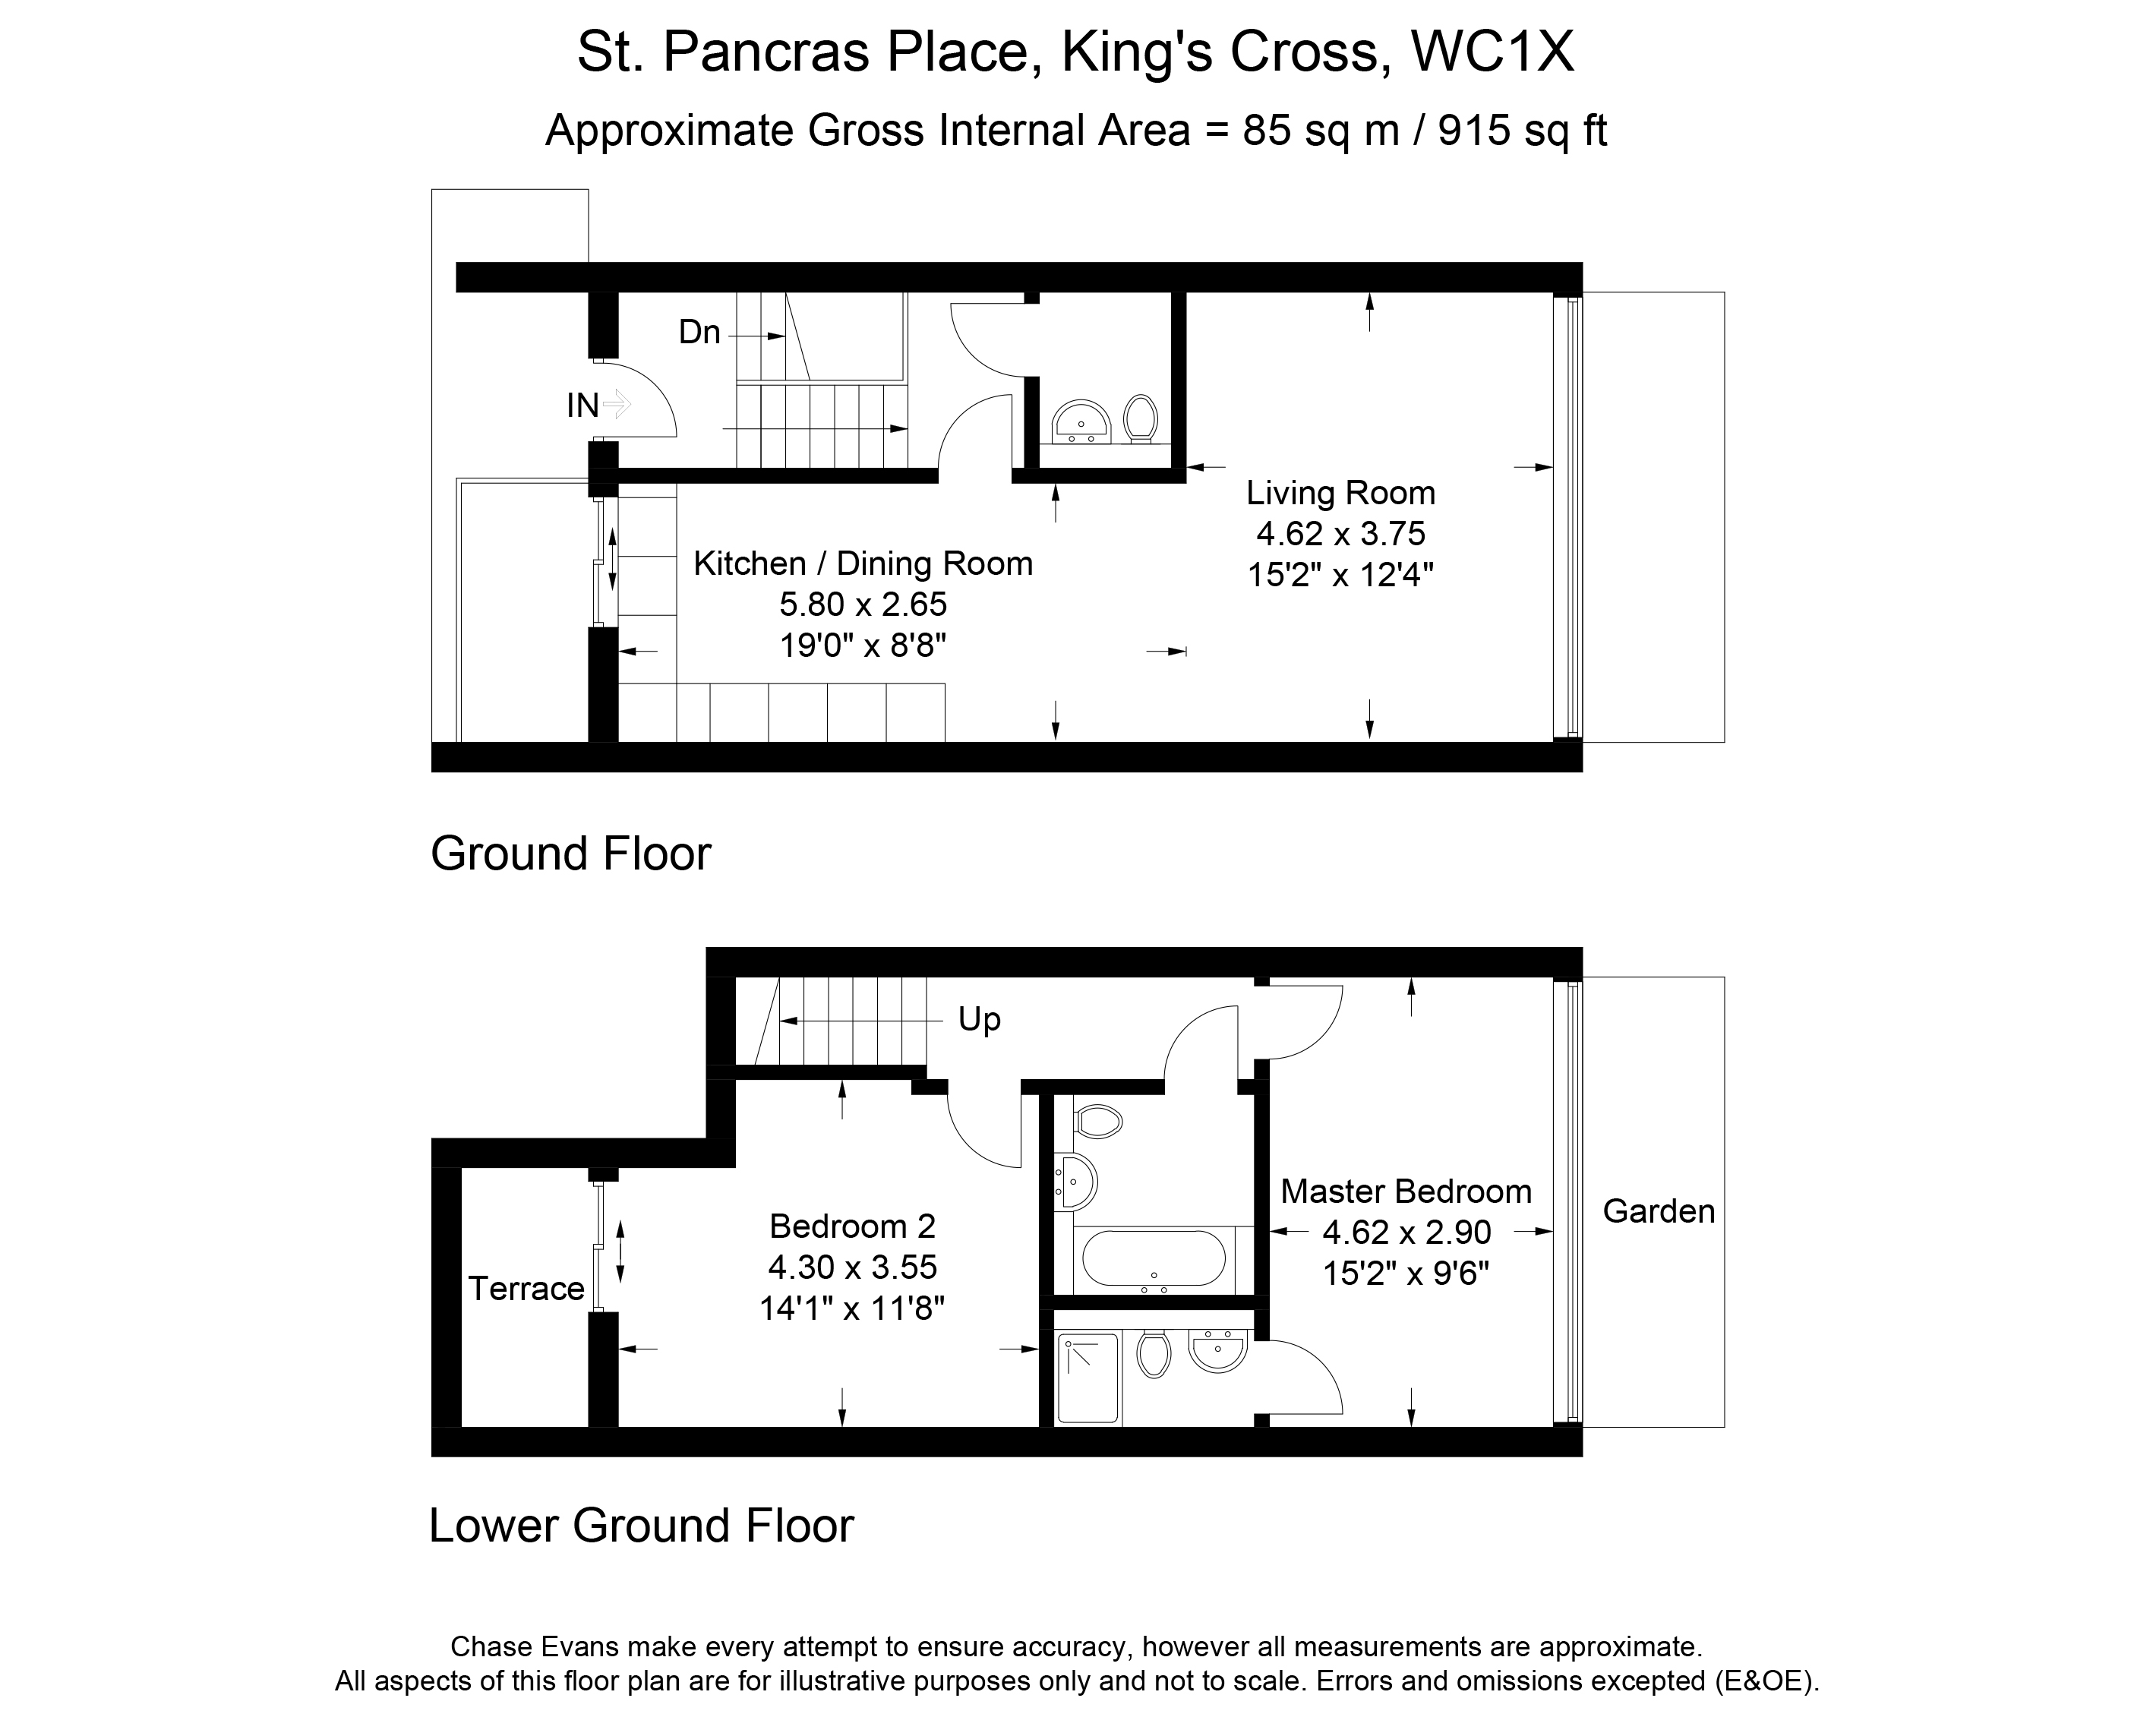 St. Pancras Place, King's Cross, WC1X
Approximate Gross Internal Area = 85 sq m / 915 sq ft
Dn
IN
Living Room
4.62 x 3.75
15'2" x 12'4"
Kitchen / Dining Room
5.80 x 2.65
19'0" x 8'8"
Ground Floor
Up
Master Bedroom
4.62 x 2.90
15'2" x 9'6"
Garden
Bedroom 2
4.30 x 3.55
14'1" x 11'8"
Terrace
Lower Ground Floor
Chase Evans make every attempt to ensure accuracy, however all measurements are approximate.
All aspects of this floor plan are for illustrative purposes only and not to scale. Errors and omissions excepted (E&OE).